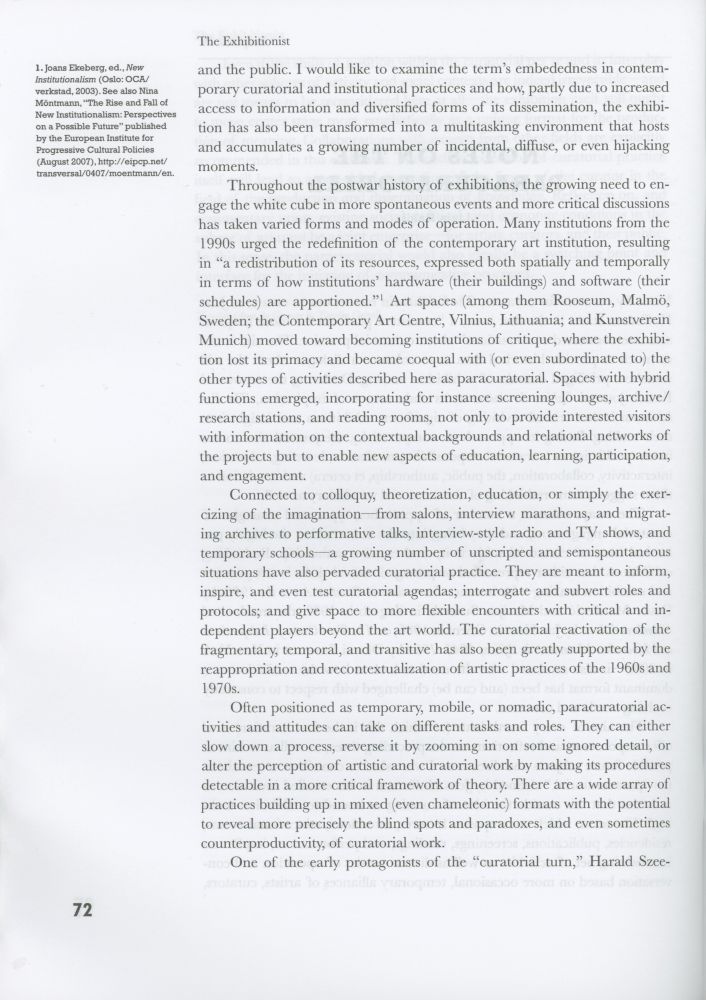 The Exhibitionist
1. Joans Ekeberg, ed., New
Institutionalism (Oslo: OCA/
verkstad, 2003). See also Nina
Möntmann, "The Rise and Fall of
New Institutionalism: Perspectives
on a Possible Future" published
by the European Institute for
Progressive Cultural Policies
(August 2007), http://eipcp.net/
transversal/0407/moentmann/en.
and the public. I would like to examine the term's embededness in contem-
porary curatorial and institutional practices and how, partly due to increased
access to information and diversified forms of its dissemination, the exhibi-
tion has also been transformed into a multitasking environment that hosts
and accumulates a growing number of incidental, diffuse, or even hijacking
moments.
Throughout the postwar history of exhibitions, the growing need to en-
gage the white cube in more spontaneous events and more critical discussions
has taken varied forms and modes of operation. Many institutions from the
1990s urged the redefinition of the contemporary art institution, resulting
in "a redistribution of its resources, expressed both spatially and temporally
in terms of how institutions' hardware (their buildings) and software (their
schedules) are apportioned."1 Art spaces (among them Rooseum, Malmö,
Sweden; the Contemporary Art Centre, Vilnius, Lithuania; and Kunstverein
Munich) moved toward becoming institutions of critique, where the exhibi-
tion lost its primacy and became coequal with (or even subordinated to) the
other types of activities described here as paracuratorial. Spaces with hybrid
functions emerged, incorporating for instance screening lounges, archive/
research stations, and reading rooms, not only to provide interested visitors
with information on the contextual backgrounds and relational networks of
the projects but to enable new aspects of education, learning, participation,
and engagement.
Connected to colloquy, theoretization, education, or simply the exer-
cizing of the imagination—from salons, interview marathons, and migrat-
ing archives to performative talks, interview-style radio and TV shows, and
temporary schools—a growing number of unscripted and semispontaneous
situations have also pervaded curatorial practice. They are meant to inform,
inspire, and even test curatorial agendas; interrogate and subvert roles and
protocols; and give space to more flexible encounters with critical and in-
dependent players beyond the art world. The curatorial reactivation of the
fragmentary, temporal, and transitive has also been greatly supported by the
reappropriation and recontextualization of artistic practices of the 1960s and
1970s.
Often positioned as temporary, mobile, or nomadic, paracuratorial ac-
tivities and attitudes can take on different tasks and roles. They can either
slow down a process, reverse it by zooming in on some ignored detail, or
alter the perception of artistic and curatorial work by making its procedures
detectable in a more critical framework of theory. There are a wide array of
practices building up in mixed (even chameleonic) formats with the potential
to reveal more precisely the blind spots and paradoxes, and even sometimes
counterproductivity, of curatorial work.
One of the early protagonists of the "curatorial turn," Harald Szee-
72